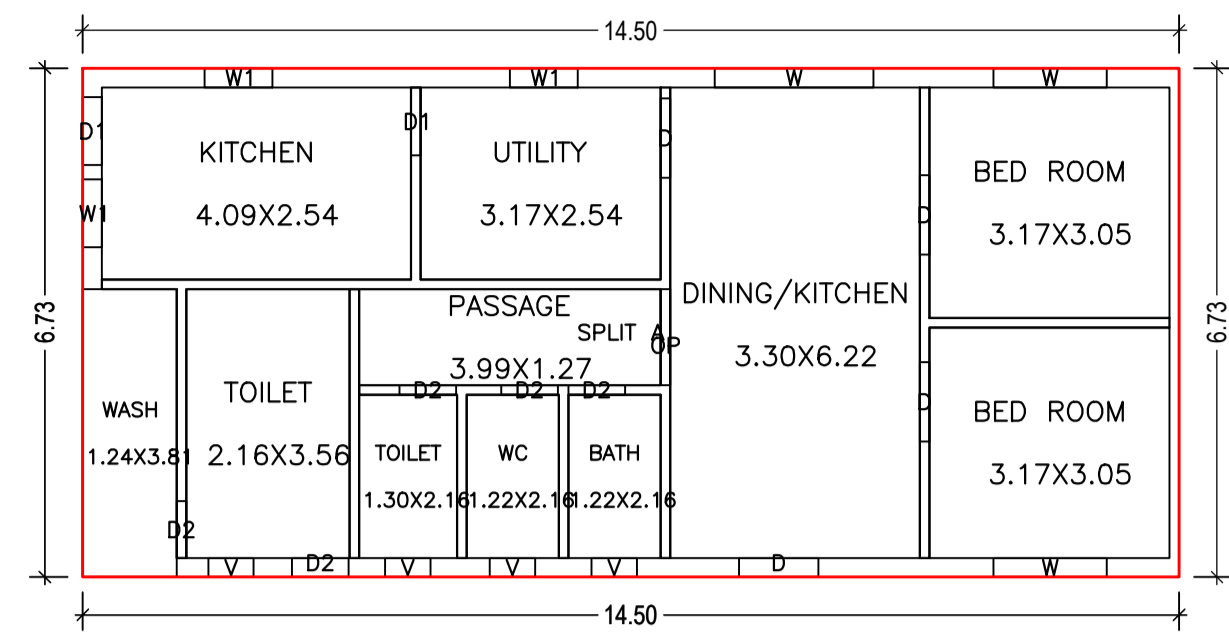 14.50
W1
W1
W
W
D1
D1
D
KITCHEN
UTILITY
BED ROOM
4.09X2.54
3.17X2.54
3.17X3.05
W1
D
DINING/KITCHEN
PASSAGE
SPLIT A
OP
3.99X1.27
3.30X6.22
6.73
6.73
D2
D2
D2
D
TOILET
2.16X3.56
WASH
1.24X3.81
TOILET
1.30X2.16
WC
1.22X2.16
BATH
1.22X2.16
BED ROOM
3.17X3.05
D2
V
D2
V
V
V
D
W
14.50